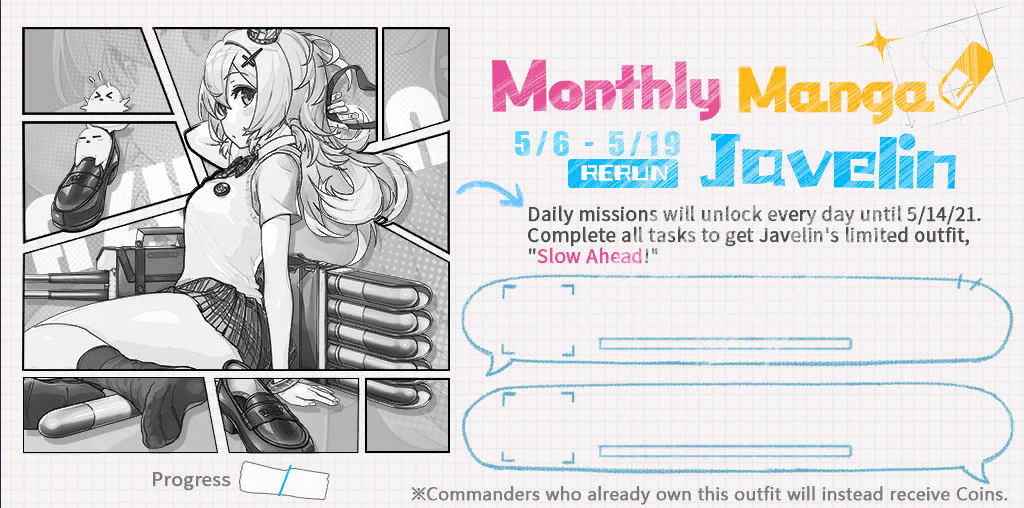 Monthly Manga
5/6 - 5/19
RERUN
Javelin
Daily missions will unlock every day until 5/14/21.
Complete all tasks to get Javelin's limited outfit,
"Slow Ahead!"
Progress
※Commanders who already own this outfit will instead receive Coins.